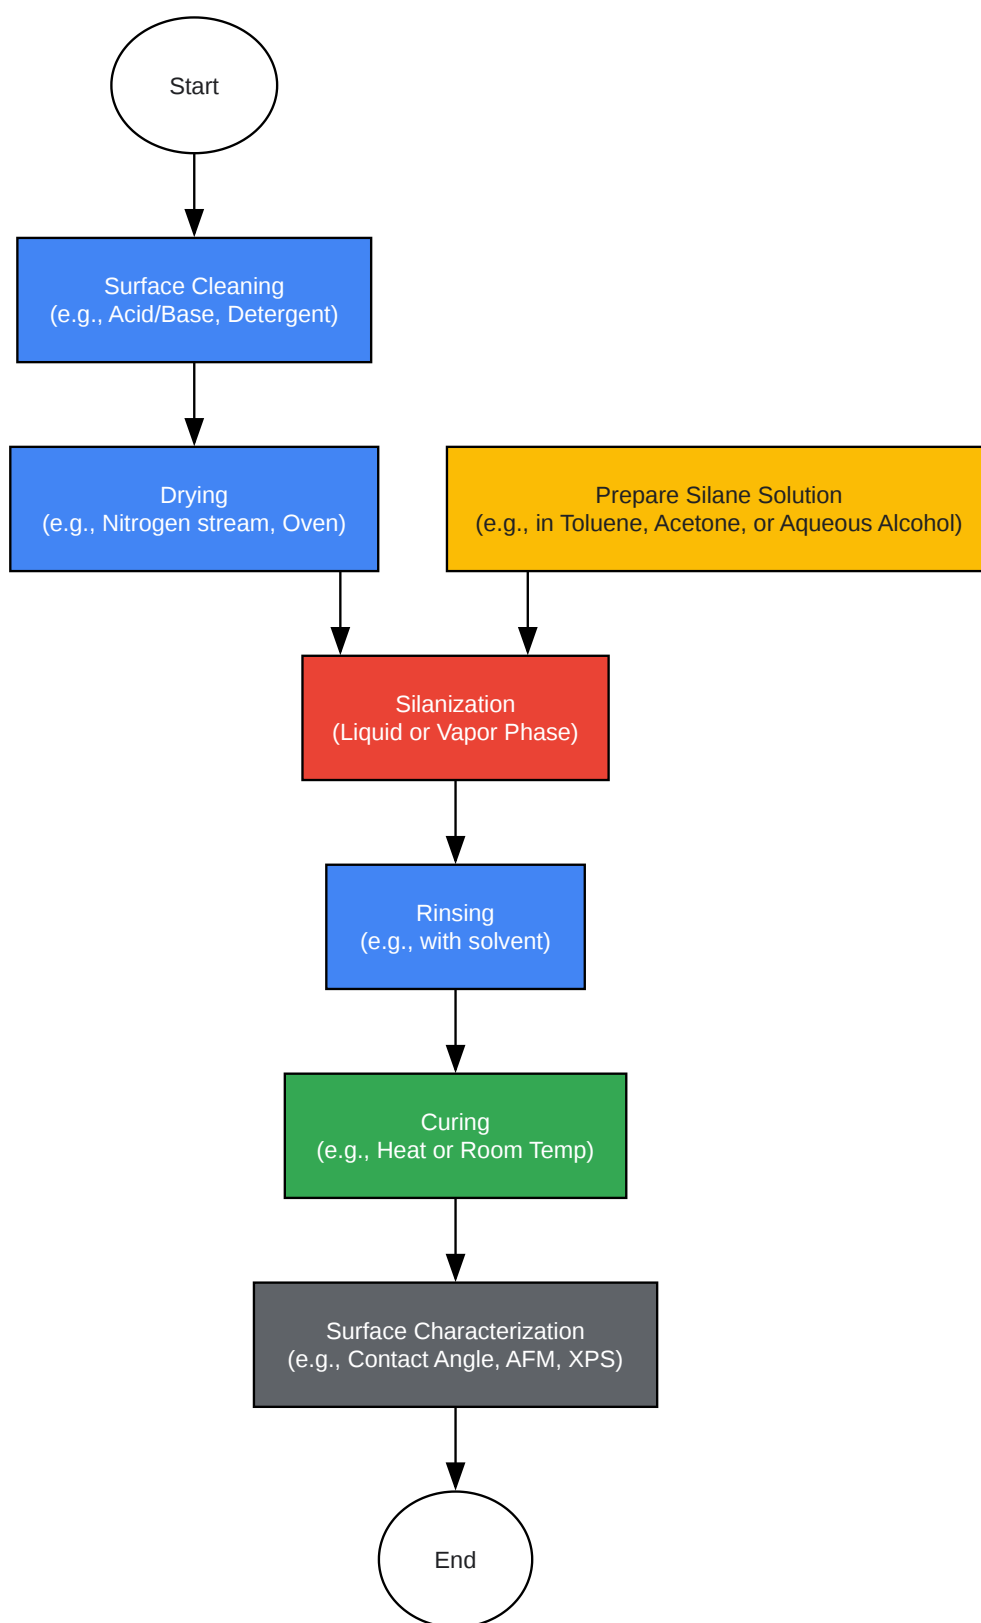 Start
Surface Cleaning
(e.g., Acid/Base, Detergent)
Drying
(e.g., Nitrogen stream, Oven)
Prepare Silane Solution
(e.g., in Toluene, Acetone, or Aqueous Alcohol)
Silanization
(Liquid or Vapor Phase)
Rinsing
(e.g., with solvent)
Curing
(e.g., Heat or Room Temp)
Surface Characterization
(e.g., Contact Angle, AFM, XPS)
End